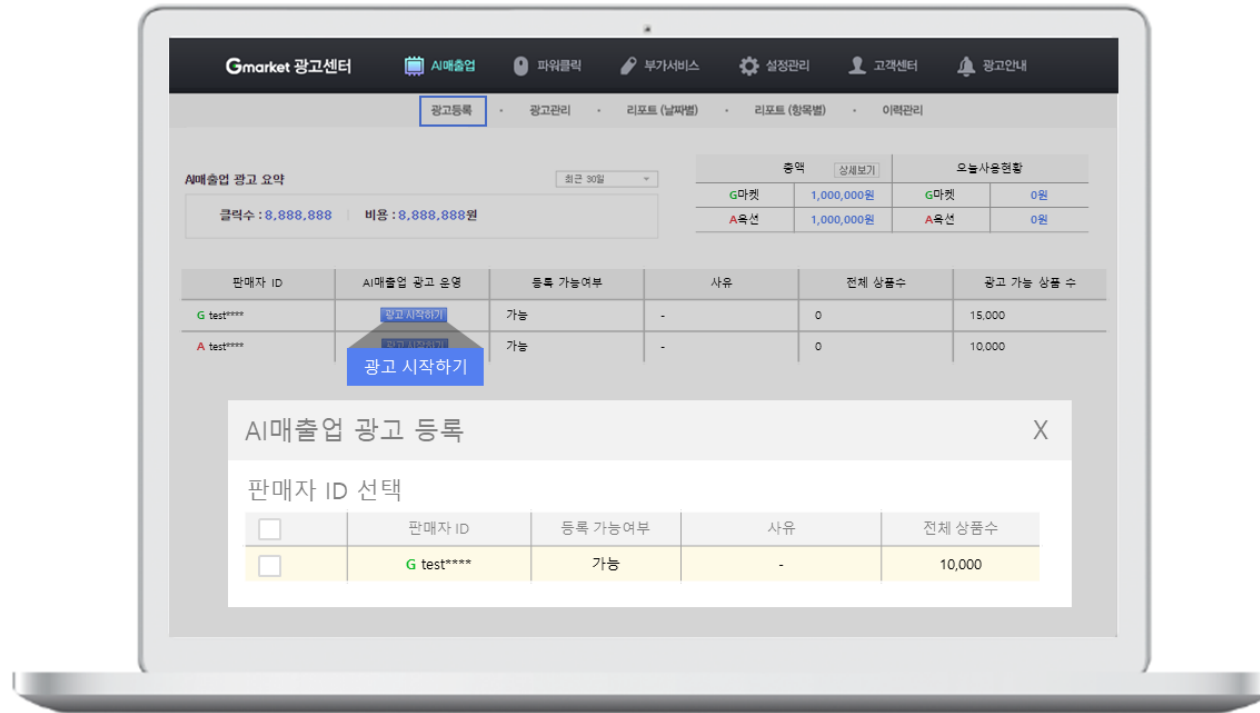 Gmarket 광고센터 AI매출업 파워클릭 부가서비스 설정관리 고객센터 광고안내
광고등록 · 광고관리 · 리포트 (날짜별) · 리포트 (항목별) · 이력관리
AI매출업 광고 요약 최근 30일
클릭수 : 8,888,888 | 비용 : 8,888,888원
총액 상세보기 오늘사용현황
G마켓 1,000,000원 G마켓 0원
A옥션 1,000,000원 A옥션 0원
판매자 ID AI매출업 광고 운영 등록 가능여부 사유 전체 상품수 광고 가능 상품 수
G test**** 광고 시작하기 가능 - 0 15,000
A test**** 광고 시작하기 가능 - 0 10,000
광고 시작하기
AI매출업 광고 등록 X
판매자 ID 선택
판매자 ID 등록 가능여부 사유 전체 상품수
G test**** 가능 - 10,000